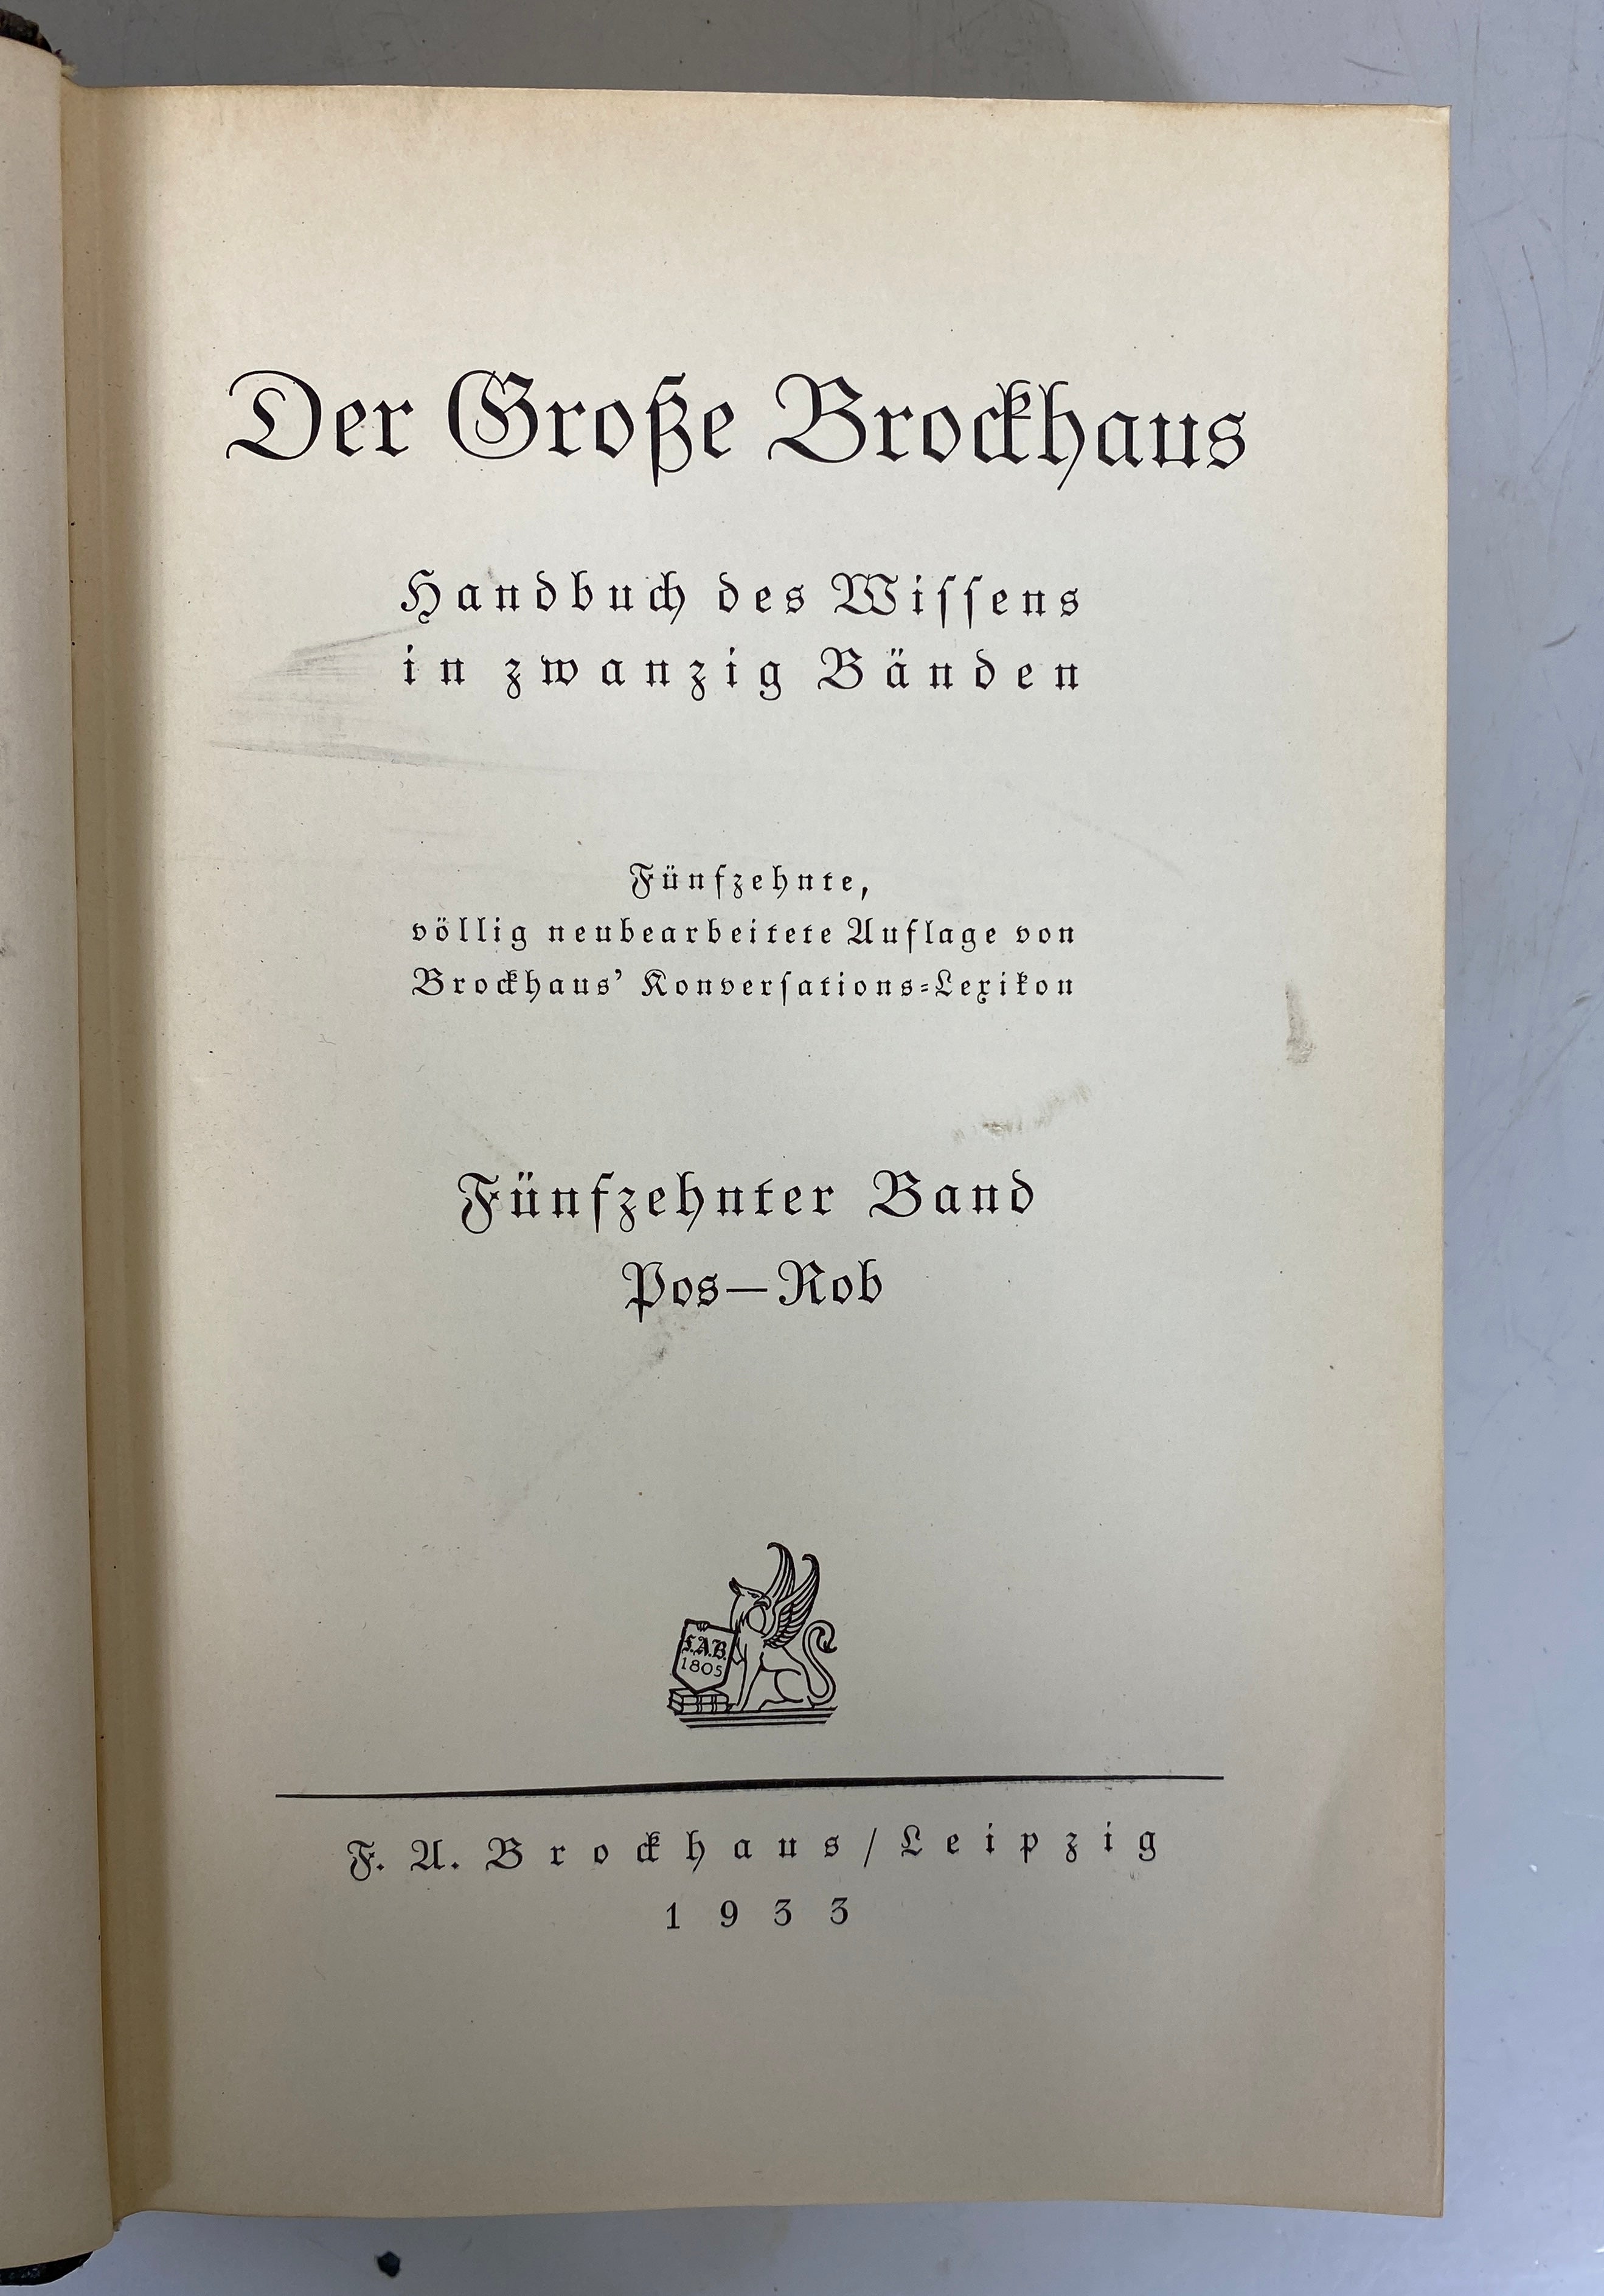 Der Große Brockhaus
Handbuch des Wissens
in zwanzig Bänden
Fünfzehnte,
völlig neubearbeitete Auflage von
Brockhaus’ Konversations-Lexikon
Fünfzehnter Band
Pos—Rob
F.A.B.
1805
F. A. Brockhaus / Leipzig
1933